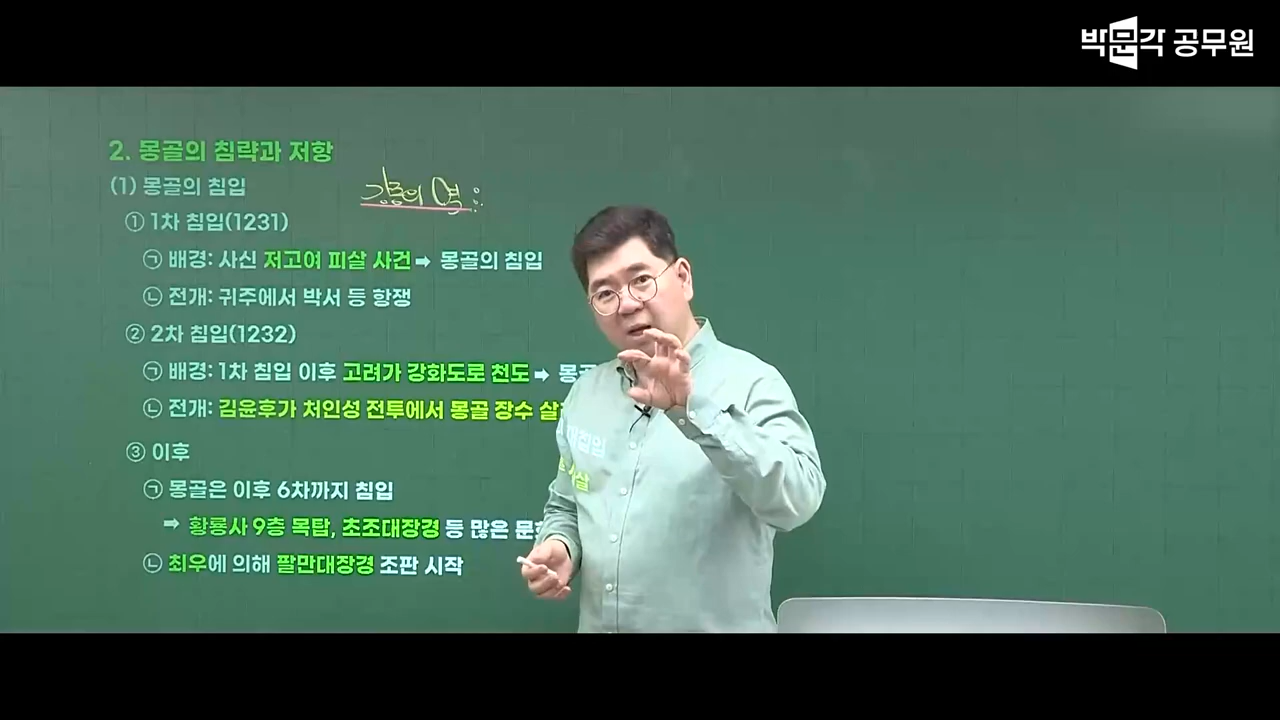 박문각 공무원
2. 몽골의 침략과 저항
(1) 몽골의 침입
강동의 역 :
① 1차 침입(1231)
㉠ 배경: 사신 저고여 피살 사건 ➡ 몽골의 침입
㉡ 전개: 귀주에서 박서 등 항쟁
② 2차 침입(1232)
㉠ 배경: 1차 침입 이후 고려가 강화도로 천도 ➡ 몽골
㉡ 전개: 김윤후가 처인성 전투에서 몽골 장수 살
③ 이후
㉠ 몽골은 이후 6차까지 침입
➡ 황룡사 9층 목탑, 초조대장경 등 많은 문
㉡ 최우에 의해 팔만대장경 조판 시작